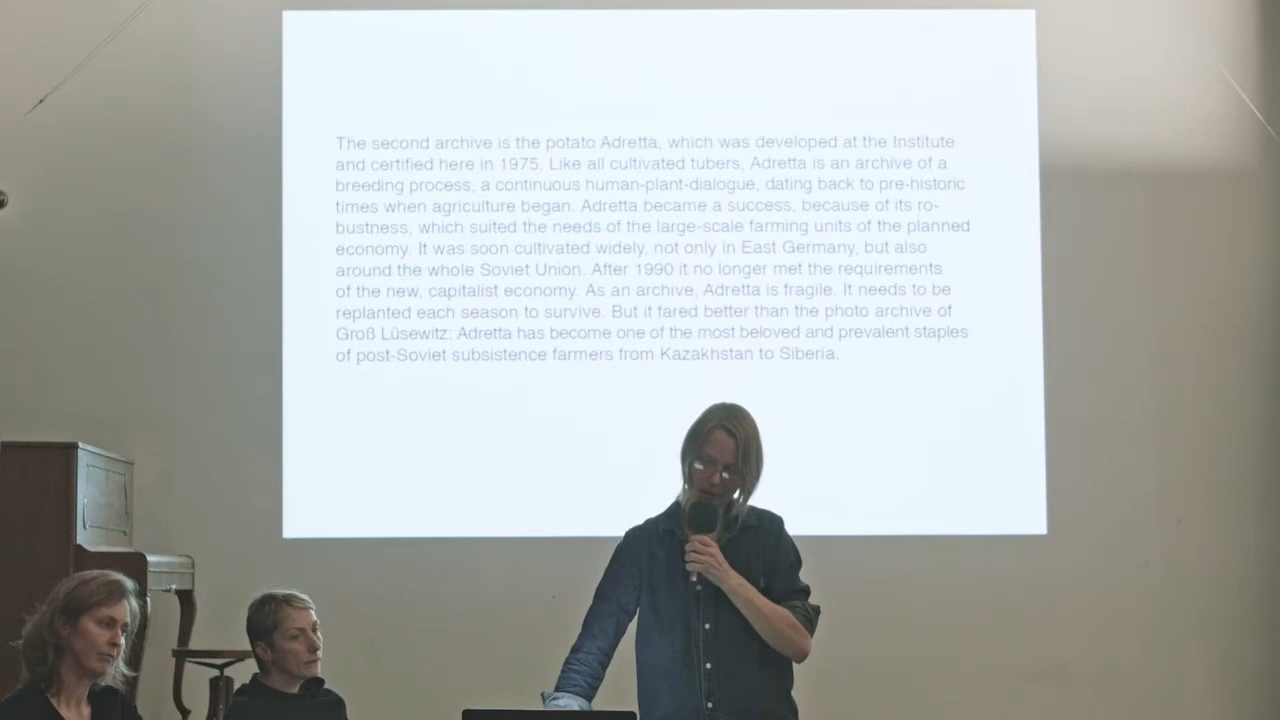 The second archive is the potato Adretta, which was developed at the Institute
and certified here in 1975. Like all cultivated tubers, Adretta is an archive of a
breeding process, a continuous human-plant-dialogue, dating back to pre-historic
times when agriculture began. Adretta became a success, because of its ro-
bustness, which suited the needs of the large-scale farming units of the planned
economy. It was soon cultivated widely, not only in East Germany, but also
around the whole Soviet Union. After 1990 it no longer met the requirements
of the new, capitalist economy. As an archive, Adretta is fragile. It needs to be
replanted each season to survive. But it fared better than the photo archive of
Groß Lüsewitz: Adretta has become one of the most beloved and prevalent staples
of post-Soviet subsistence farmers from Kazakhstan to Siberia.